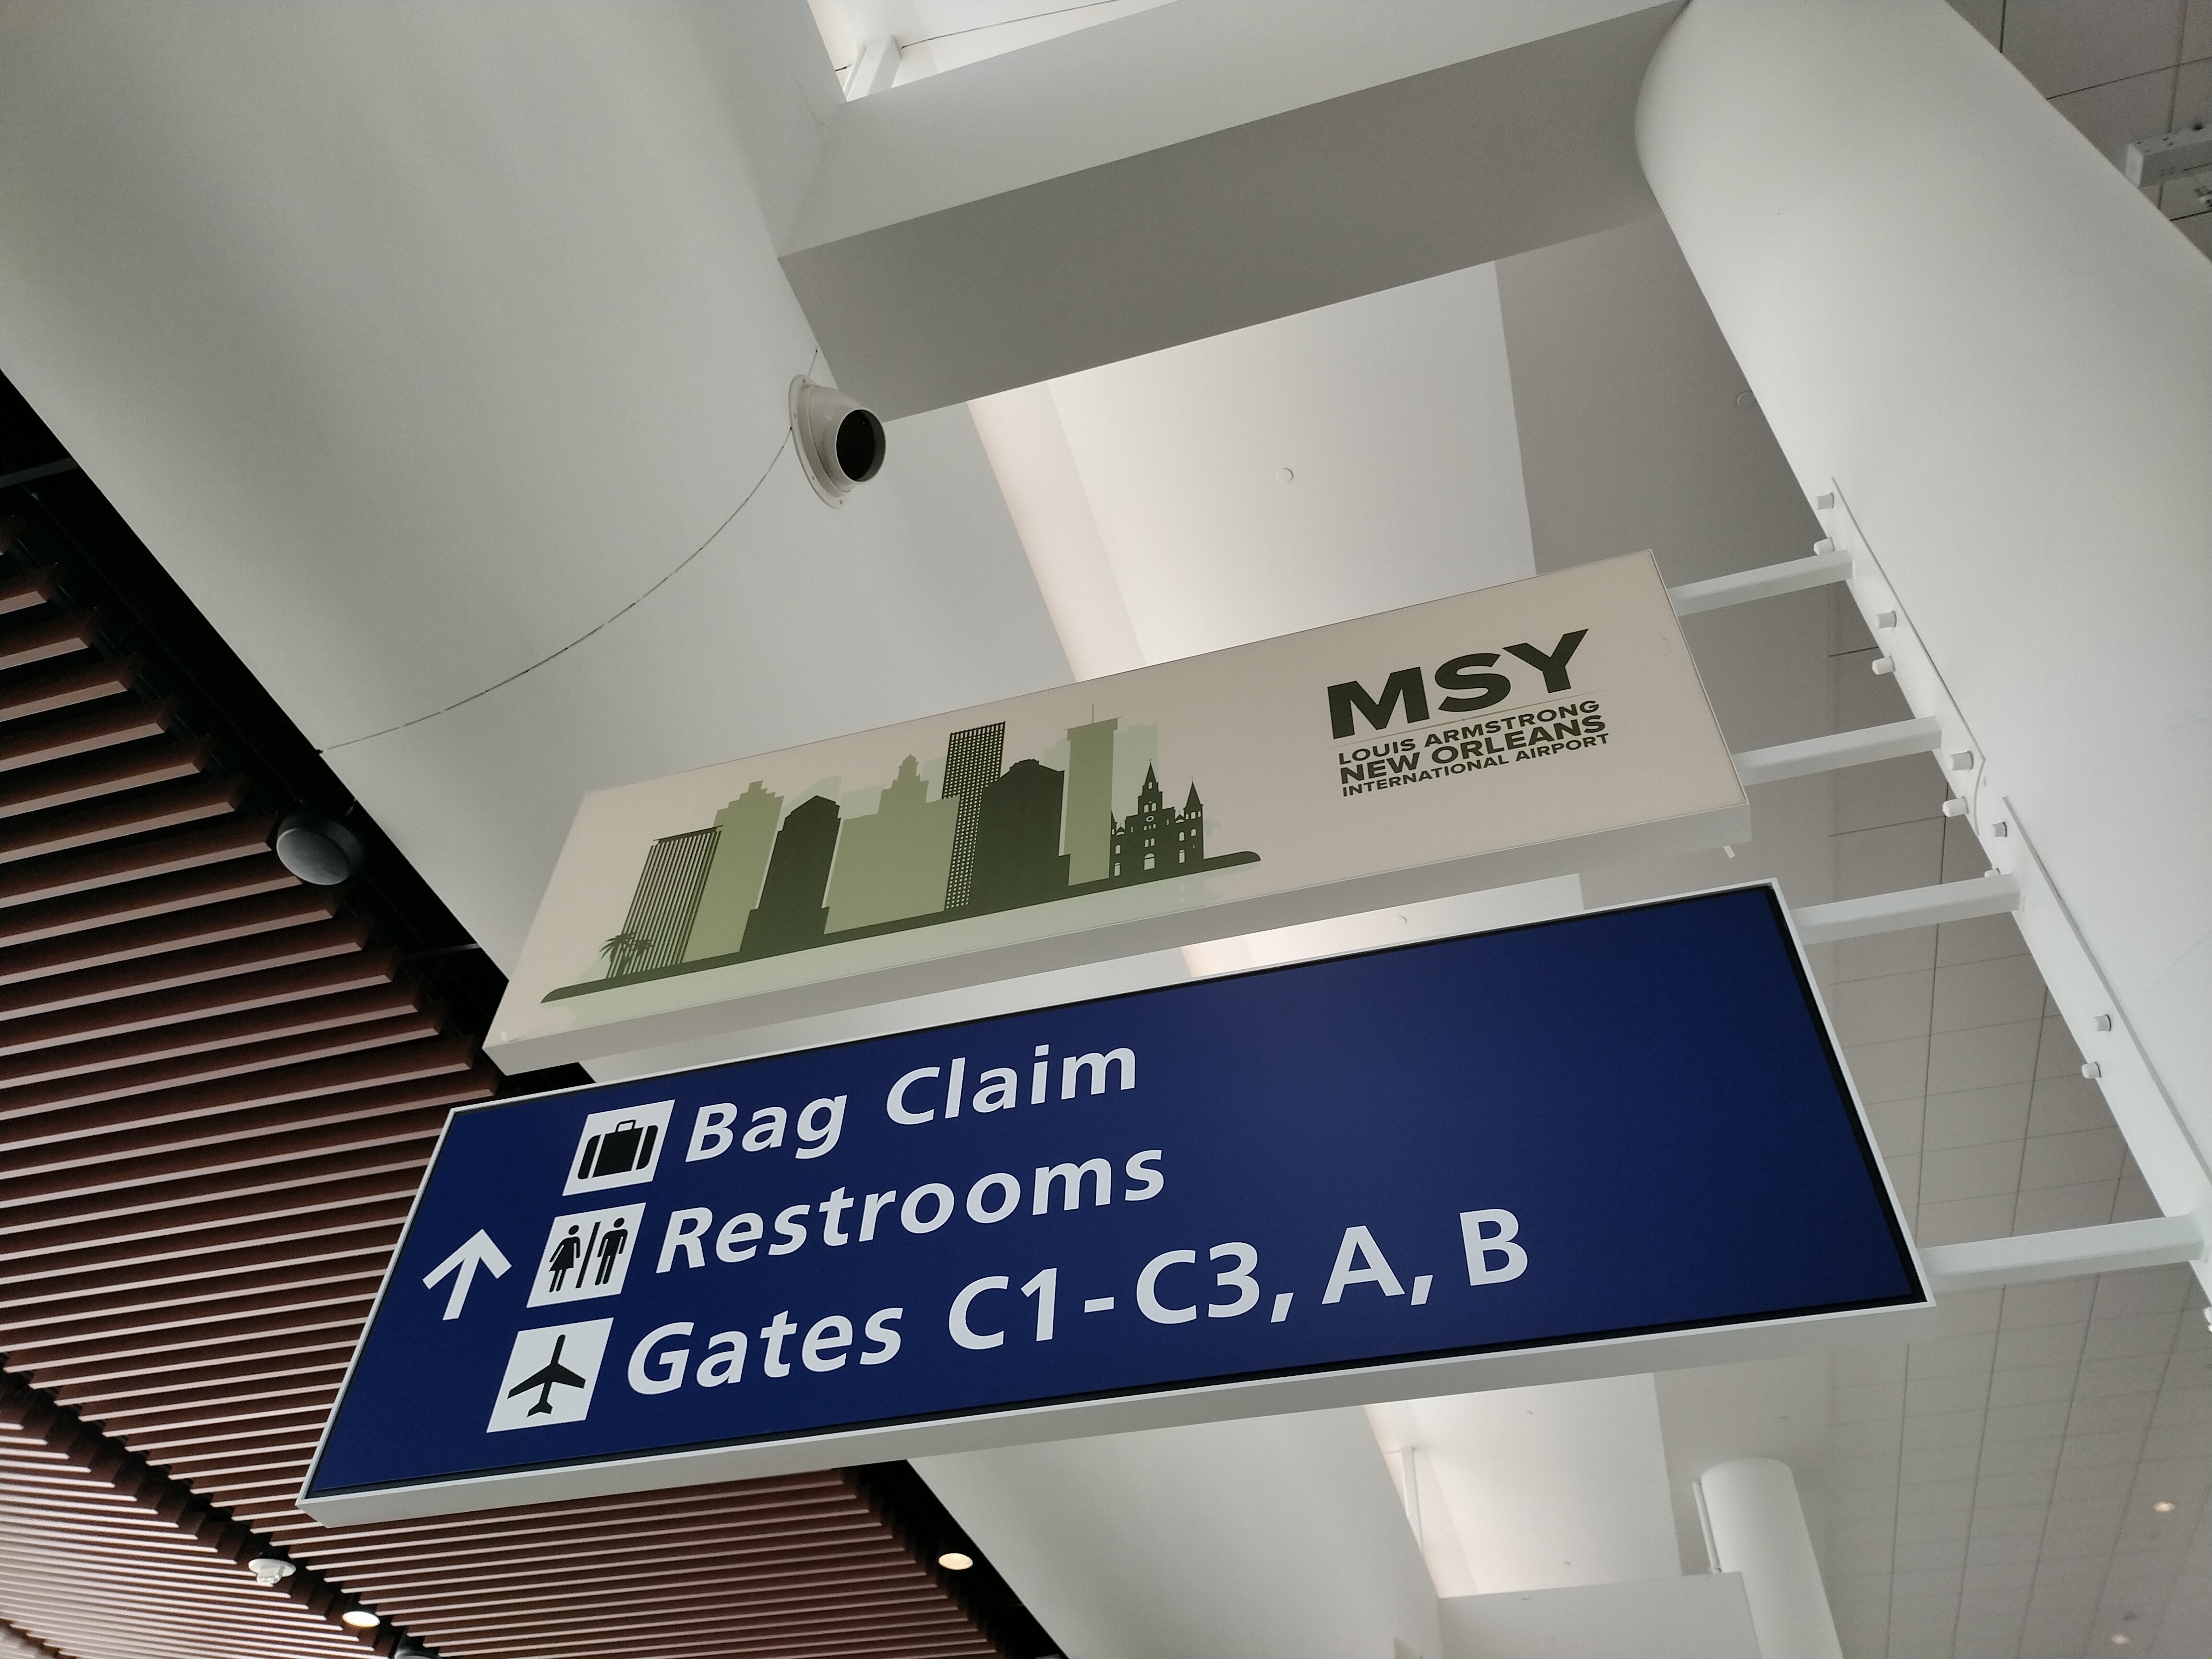 MSY
LOUIS ARMSTRONG
NEW ORLEANS
INTERNATIONAL AIRPORT
Bag Claim
Restrooms
Gates C1-C3, A, B